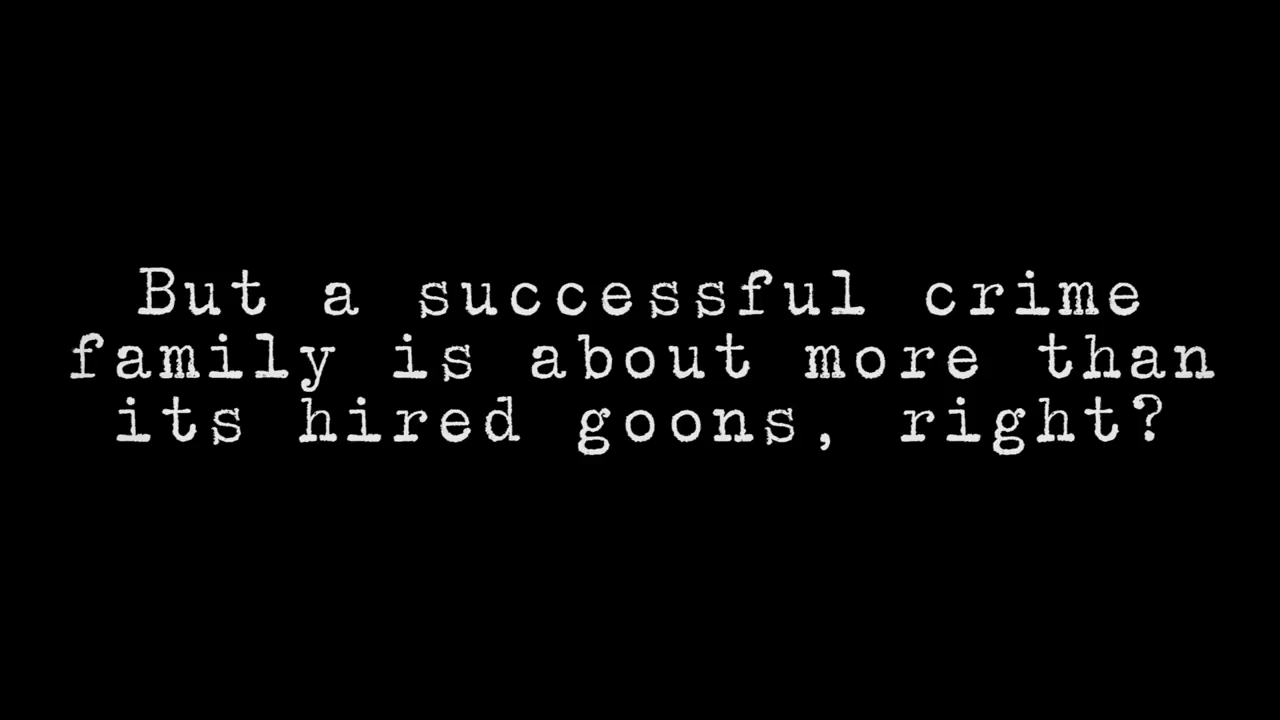 But a successful crime
family is about more than
its hired goons, right?